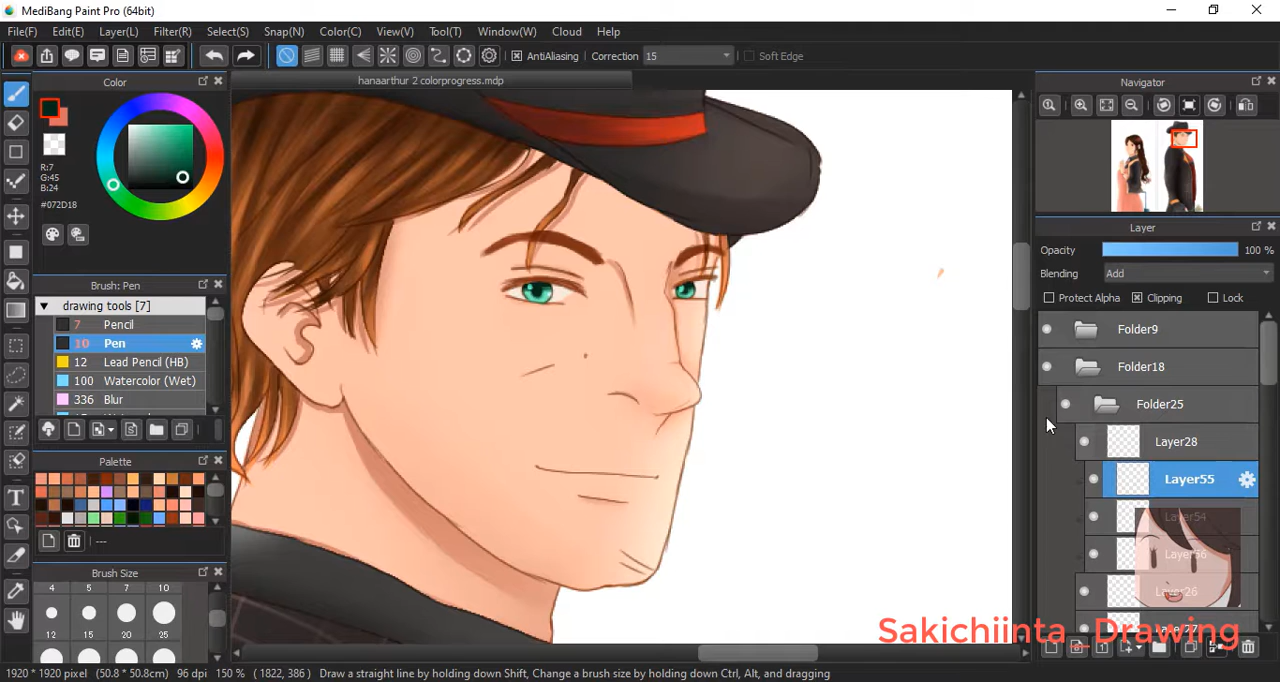 MediBang Paint Pro (64bit)
File(F) Edit(E) Layer(L) Filter(R) Select(S) Snap(N) Color(C) View(V) Tool(T) Window(W) Cloud Help
AntiAliasing Correction 15 Soft Edge
Color
hanaarthur 2 colorprogress.mdp
Navigator
R:7
G:45
B:24
#072D18
Layer
Opacity 100 %
Blending Add
Protect Alpha Clipping Lock
Brush: Pen
drawing tools [7]
7 Pencil
10 Pen
12 Lead Pencil (HB)
100 Watercolor (Wet)
336 Blur
Folder9
Folder18
Folder25
Layer28
Layer55
Layer54
Layer26
Palette
---
Brush Size
4 5 7 10
12 15 20 25
Sakichiinta_Drawing
1920 * 1920 pixel (50.8 * 50.8cm) 96 dpi 150 % ( 1822, 386 ) Draw a straight line by holding down Shift, Change a brush size by holding down Ctrl, Alt, and dragging